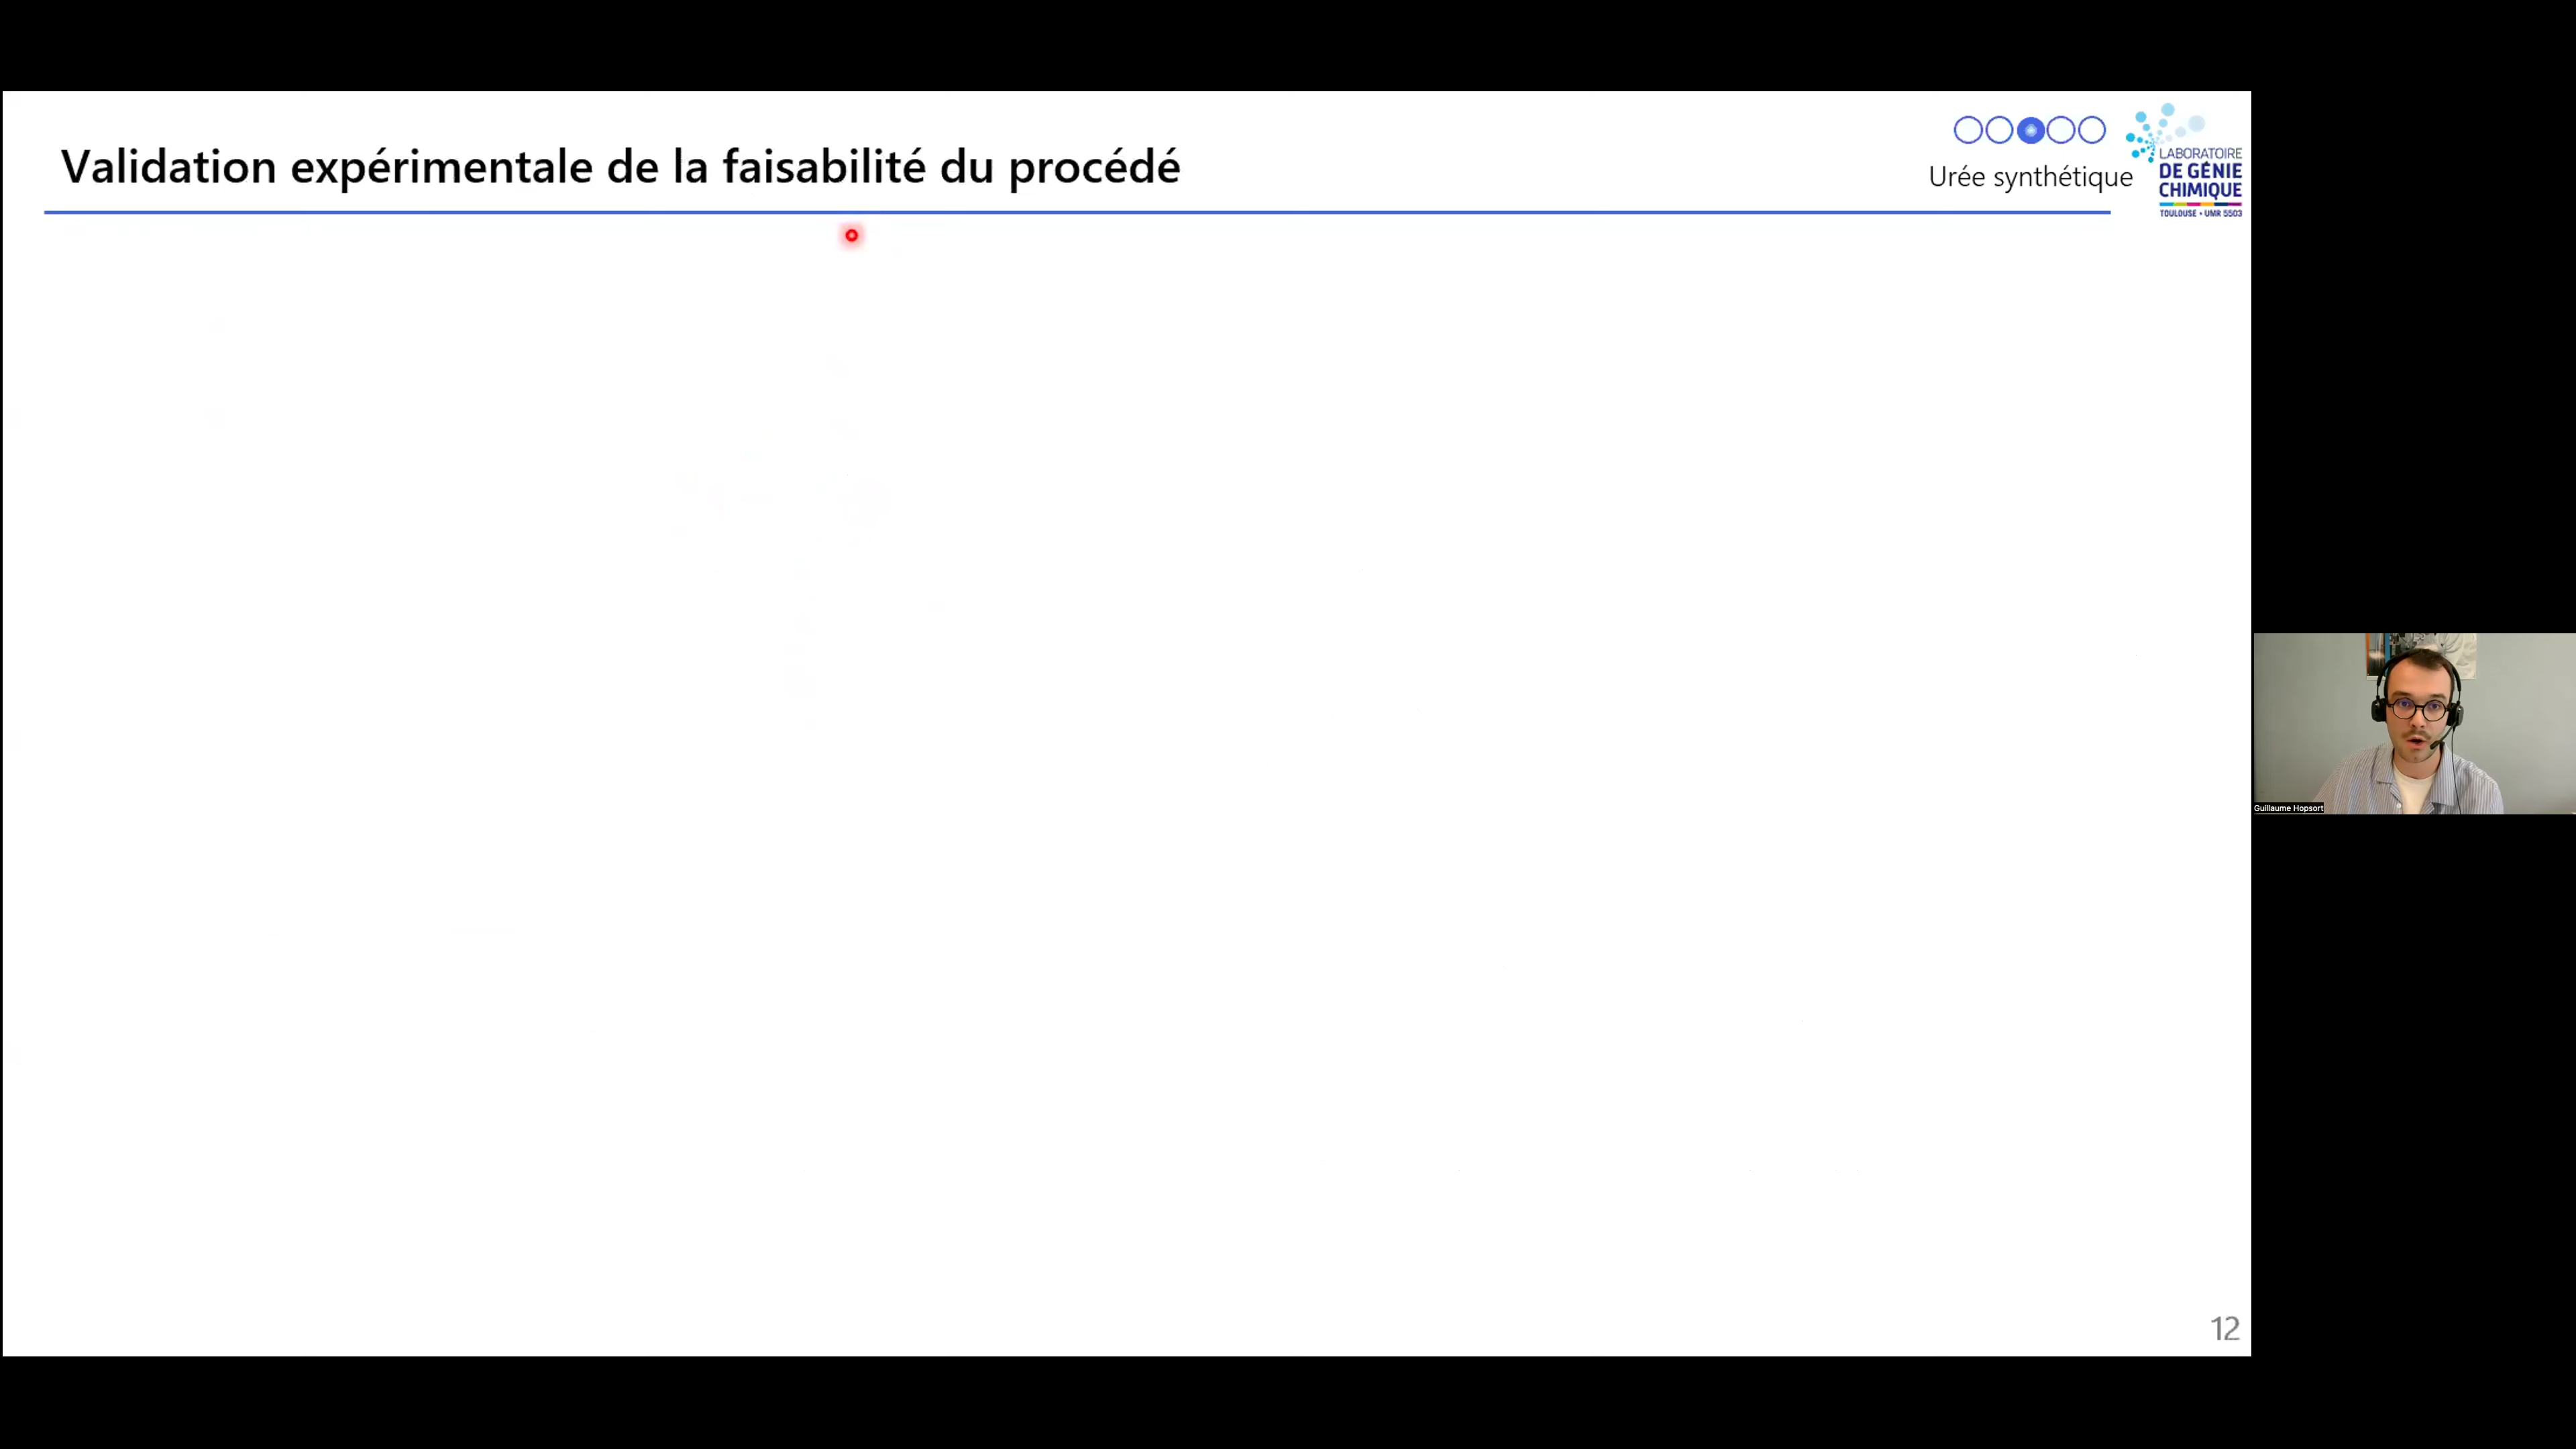 Validation expérimentale de la faisabilité du procédé
Urée synthétique
LABORATOIRE
DE GÉNIE
CHIMIQUE
TOULOUSE • UMR 5503
Guillaume Hopsort
12